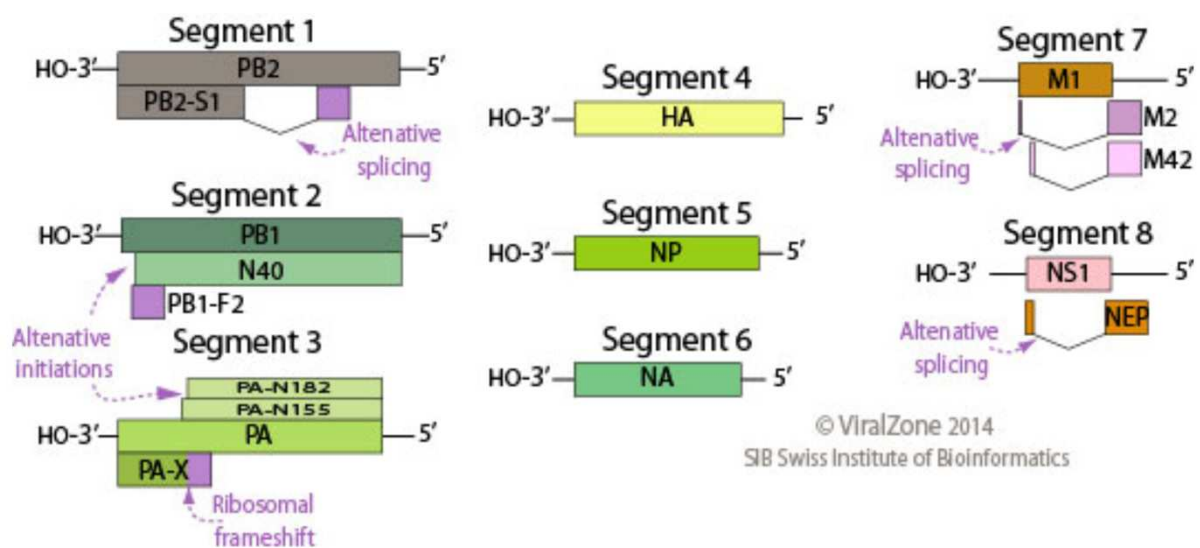 Segment 1
HO-3′ PB2 5′
PB2-S1
Altenative
splicing
Segment 2
HO-3′ PB1 5′
N40
PB1-F2
Altenative
initiations
Segment 3
PA-N182
PA-N155
HO-3′ PA 5′
PA-X
Ribosomal
frameshift
Segment 4
HO-3′ HA 5′
Segment 5
HO-3′ NP 5′
Segment 6
HO-3′ NA 5′
Segment 7
HO-3′ M1 5′
M2
Altenative
splicing
M42
Segment 8
HO-3′ NS1 5′
NEP
Altenative
splicing
© ViralZone 2014
SIB Swiss Institute of Bioinformatics